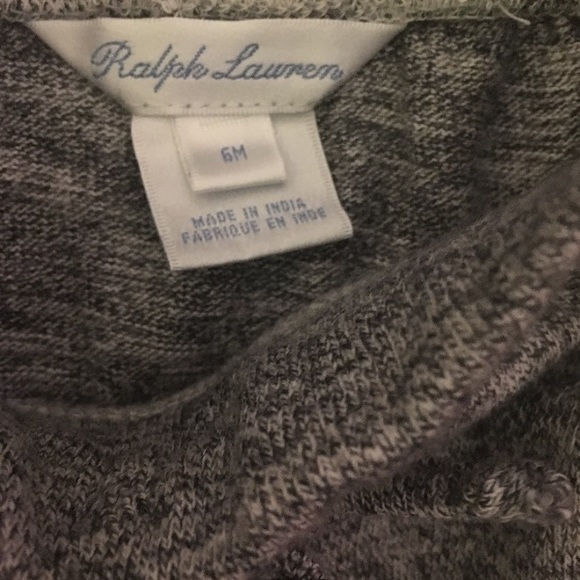 Ralph Lauren
6M
MADE IN INDIA
FABRIQUE EN INDE